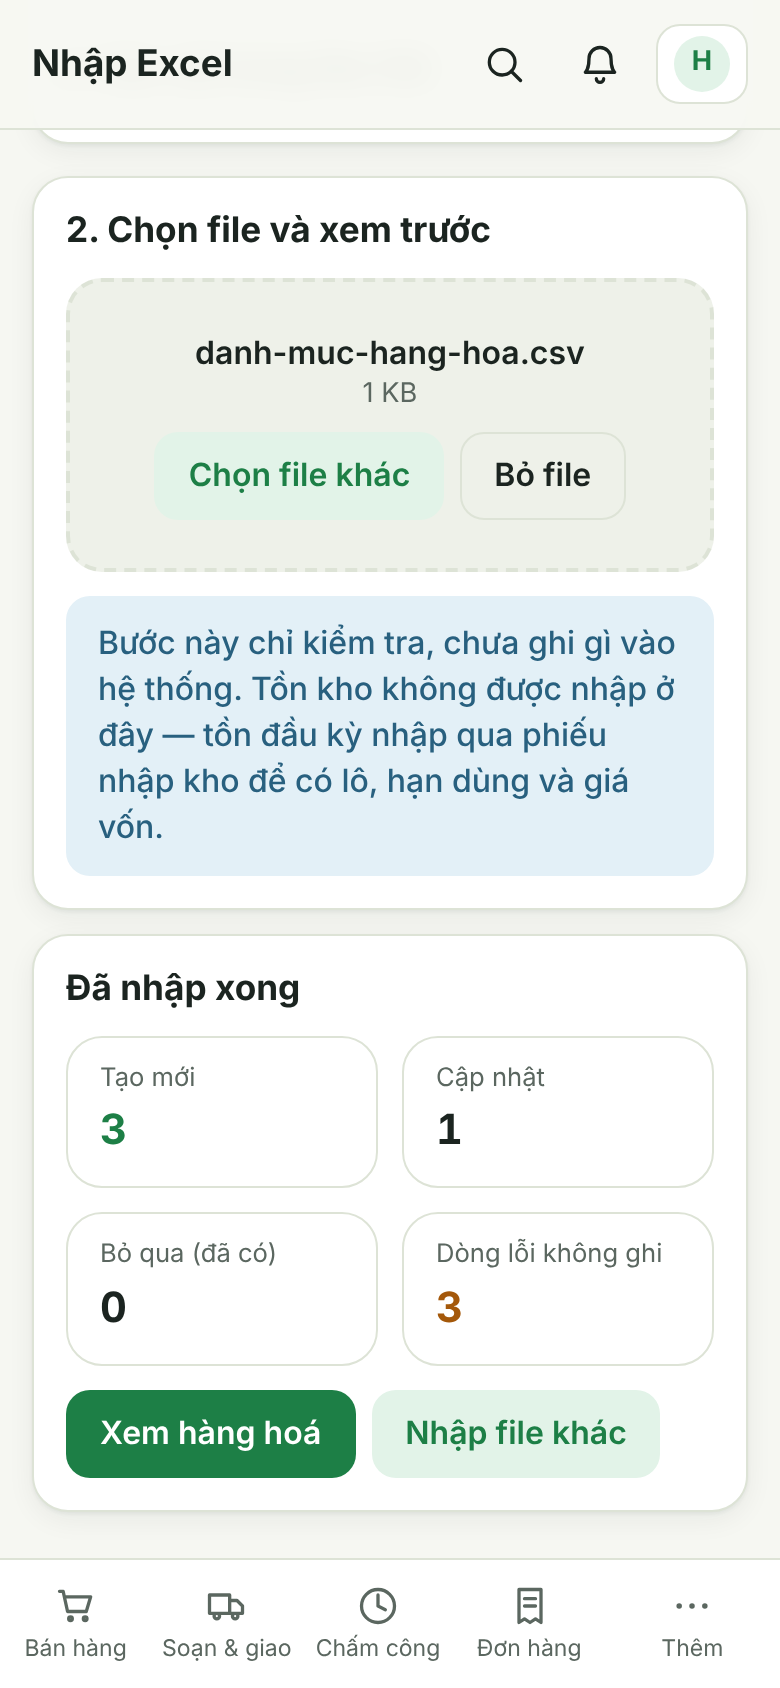 Nhập Excel
H
2. Chọn file và xem trước
danh-muc-hang-hoa.csv
1 KB
Chọn file khác
Bỏ file
Bước này chỉ kiểm tra, chưa ghi gì vào
hệ thống. Tồn kho không được nhập ở
đây — tồn đầu kỳ nhập qua phiếu
nhập kho để có lô, hạn dùng và giá
vốn.
Đã nhập xong
Tạo mới
3
Cập nhật
1
Bỏ qua (đã có)
0
Dòng lỗi không ghi
3
Xem hàng hoá
Nhập file khác
Bán hàng
Soạn & giao
Chấm công
Đơn hàng
Thêm